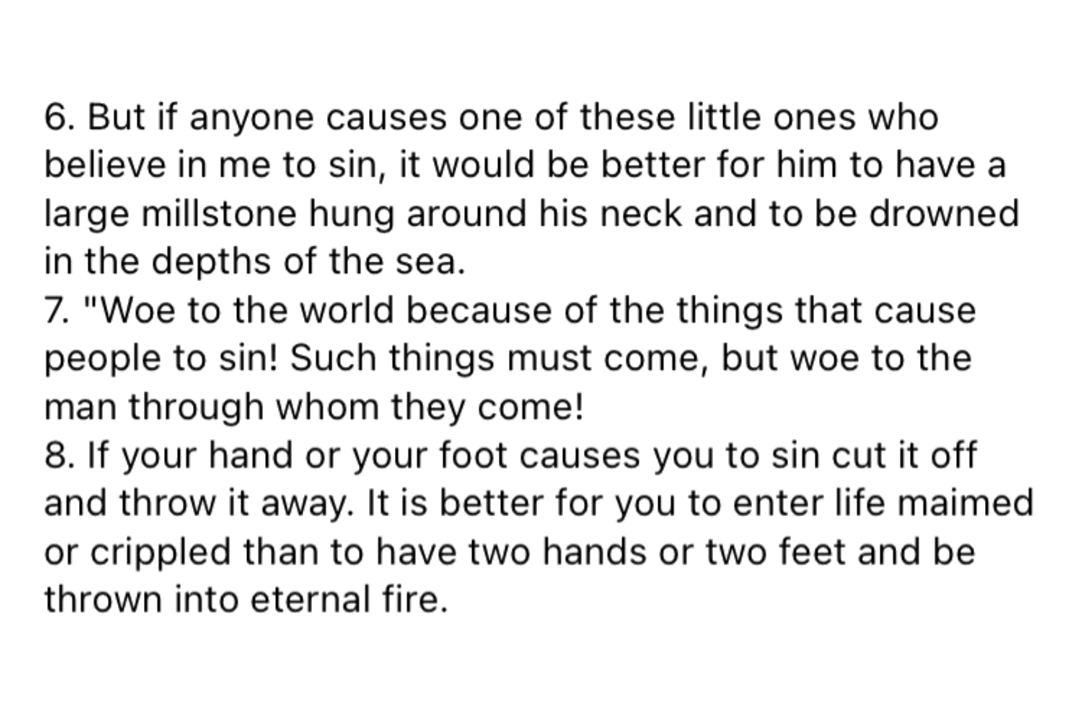 6. But if anyone causes one of these little ones who
believe in me to sin, it would be better for him to have a
large millstone hung around his neck and to be drowned
in the depths of the sea.
7. "Woe to the world because of the things that cause
people to sin! Such things must come, but woe to the
man through whom they come!
8. If your hand or your foot causes you to sin cut it off
and throw it away. It is better for you to enter life maimed
or crippled than to have two hands or two feet and be
thrown into eternal fire.